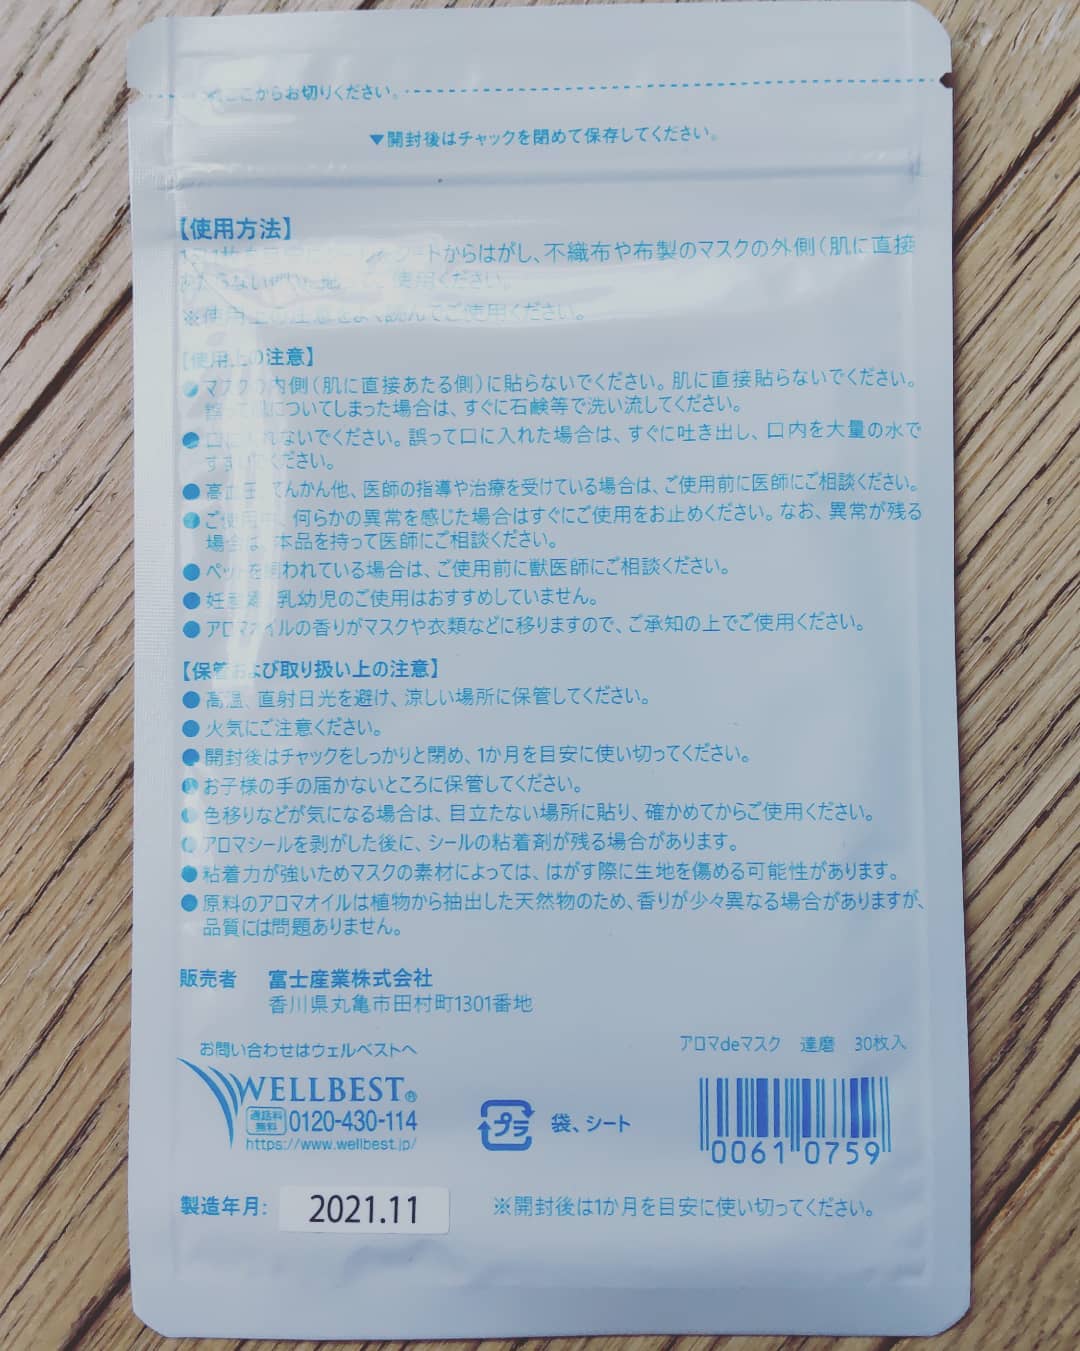 ここからお切りください。
▼開封後はチャックを閉めて保存してください。
【使用方法】
シートからはがし、不織布や布製のマスクの外側(肌に直接
あたらない側)に貼ってご使用ください。
※使用上の注意をよく読んでご使用ください。
【使用上の注意】
●マスクの内側(肌に直接あたる側)に貼らないでください。肌に直接貼らないでください。
誤って肌についてしまった場合は、すぐに石鹸等で洗い流してください。
●口に入れないでください。誤って口に入れた場合は、すぐに吐き出し、口内を大量の水で
すすいでください。
●高血圧、てんかん他、医師の指導や治療を受けている場合は、ご使用前に医師にご相談ください。
●ご使用中、何らかの異常を感じた場合はすぐにご使用をお止めください。なお、異常が残る
場合は、本品を持って医師にご相談ください。
●ペットを飼われている場合は、ご使用前に獣医師にご相談ください。
●妊産婦、乳幼児のご使用はおすすめしていません。
●アロマオイルの香りがマスクや衣類などに移りますので、ご承知の上でご使用ください。
【保管および取り扱い上の注意】
●高温、直射日光を避け、涼しい場所に保管してください。
●火気にご注意ください。
●開封後はチャックをしっかりと閉め、1か月を目安に使い切ってください。
●お子様の手の届かないところに保管してください。
●色移りなどが気になる場合は、目立たない場所に貼り、確かめてからご使用ください。
●アロマシールを剥がした後に、シールの粘着剤が残る場合があります。
●粘着力が強いためマスクの素材によっては、はがす際に生地を傷める可能性があります。
●原料のアロマオイルは植物から抽出した天然物のため、香りが少々異なる場合がありますが、
品質には問題ありません。
販売者 富士産業株式会社
香川県丸亀市田村町1301番地
お問い合わせはウェルベストへ
WELLBEST®
通話料無料 0120-430-114
https://www.wellbest.jp/
プラ 袋、シート
アロマdeマスク 達磨 30枚入
0061 0759
製造年月: 2021.11
※開封後は1か月を目安に使い切ってください。